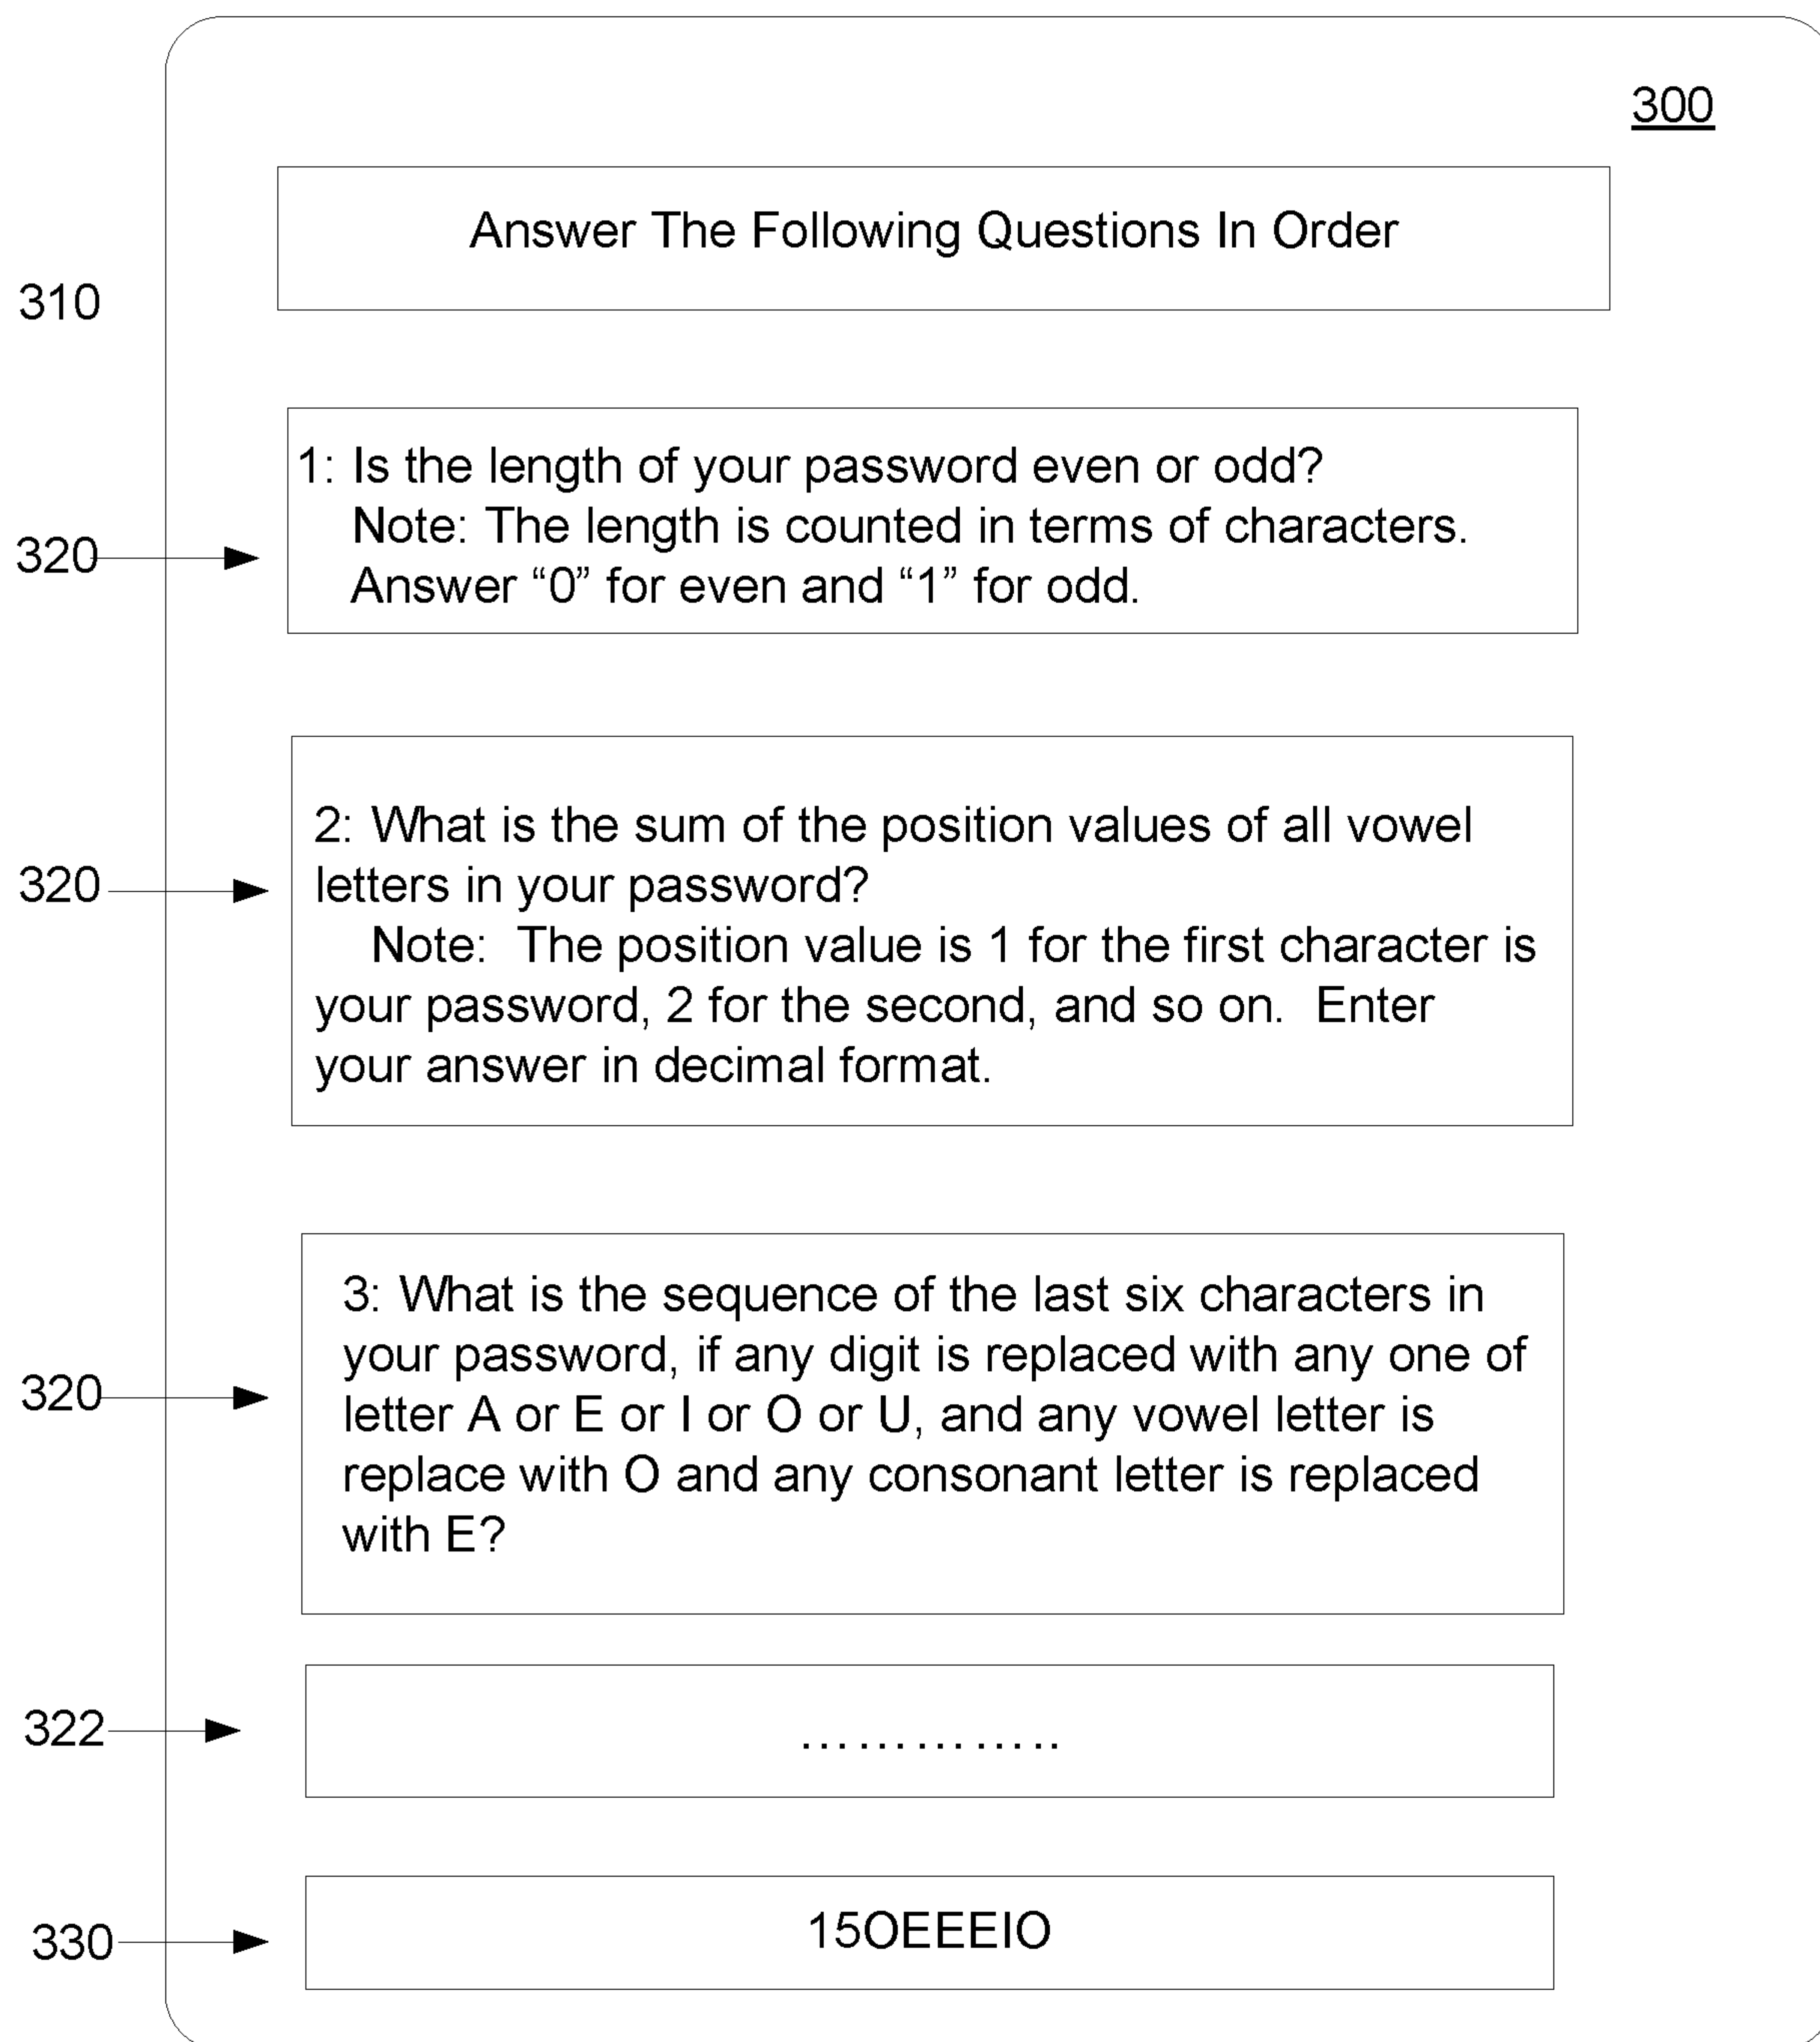 300
Answer The Following Questions In Order
310
1: Is the length of your password even or odd?
Note: The length is counted in terms of characters.
320
Answer “0” for even and “1” for odd.
2: What is the sum of the position values of all vowel
320
letters in your password?
Note: The position value is 1 for the first character is
your password, 2 for the second, and so on. Enter
your answer in decimal format.
3: What is the sequence of the last six characters in
your password, if any digit is replaced with any one of
320
letter A or E or I or O or U, and any vowel letter is
replace with O and any consonant letter is replaced
with E?
322
..............
330
15OEEEIO